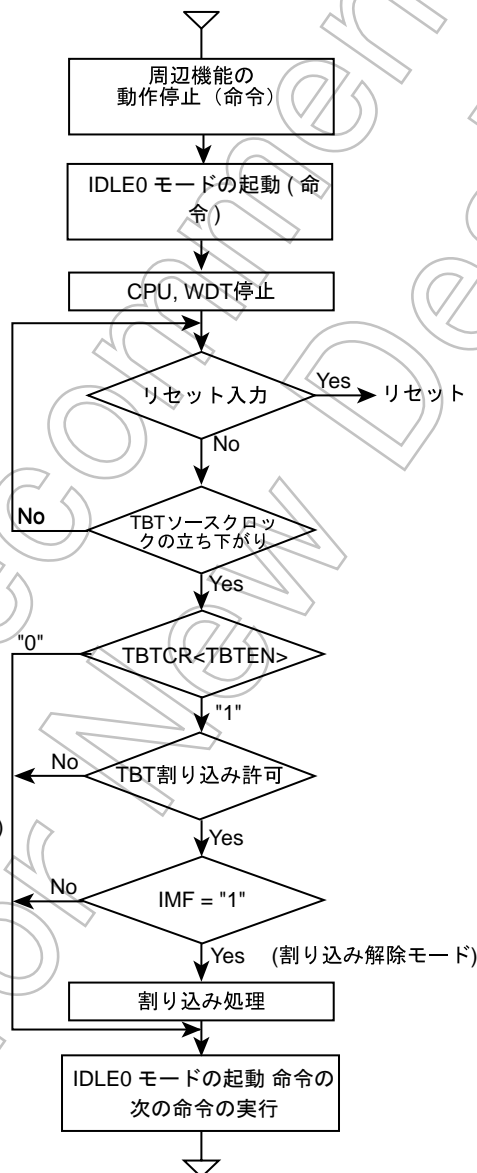 周辺機能の
動作停止（命令）
IDLE0 モードの起動 ( 命
令 )
CPU, WDT停止
リセット入力
Yes
リセット
No
No
TBTソースクロッ
クの立ち下がり
Yes
"0"
TBTCR<TBTEN>
"1"
No
TBT割り込み許可
)
Yes
No
IMF = "1"
Yes
(割り込み解除モード)
割り込み処理
IDLE0 モードの起動 命令の
次の命令の実行